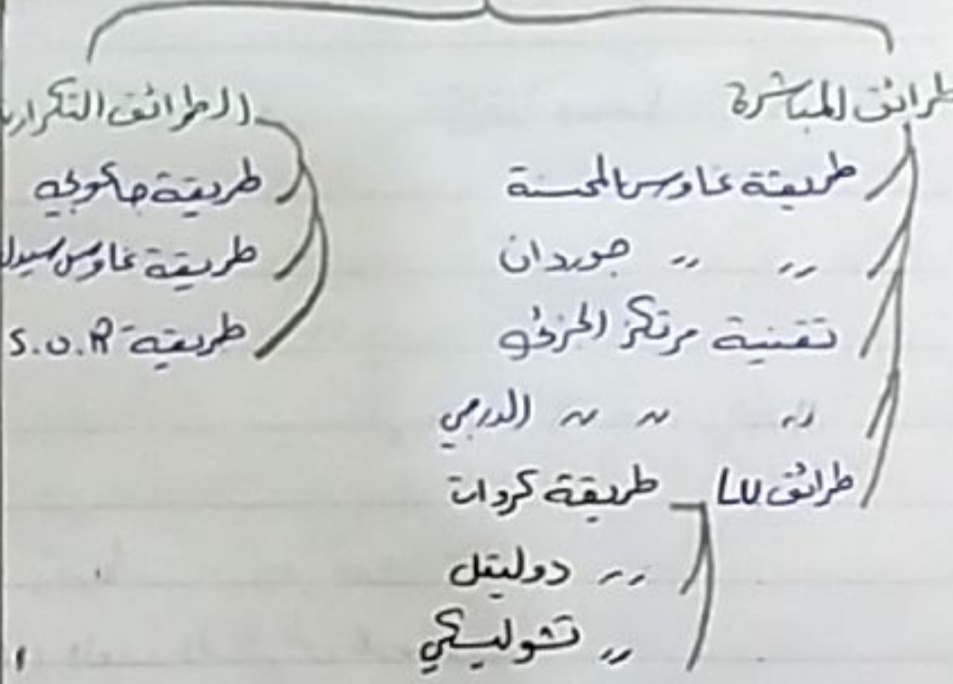 طرائق المباشرة
طريقة غاوس المحسنة
〃 〃 جوردان
تقنية مرتكز الجزئي
〃 〃 〃 الدرجي
طرائق LU
طريقة كروات
〃 دوليتل
〃 تشوليسكي
الطرائق التكرارية
طريقة جاكوبي
طريقة غاوس سيدل
طريقة S.O.R